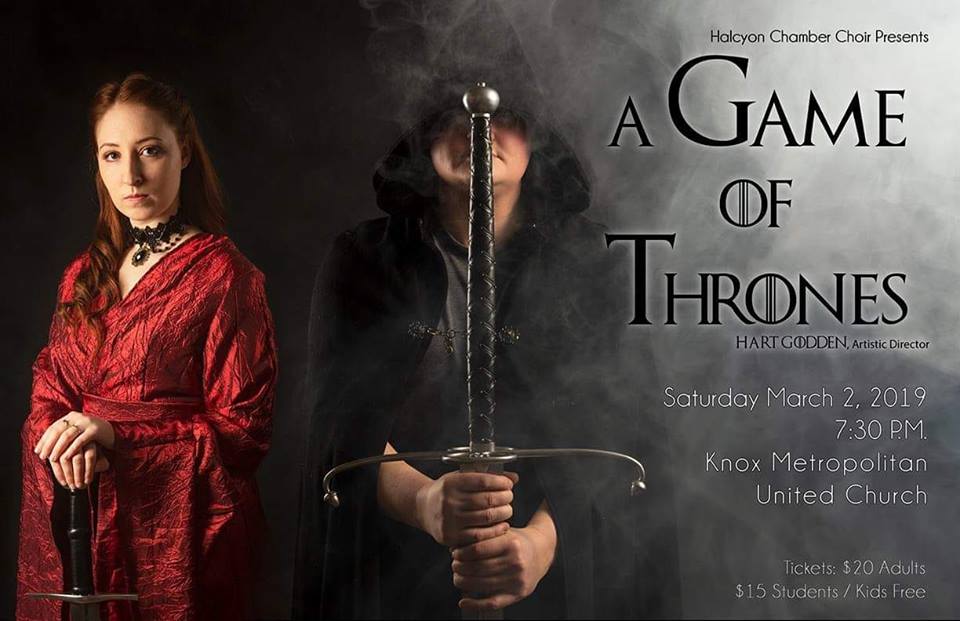 Halcyon Chamber Choir Presents
A GAME
OF
THRONES
HART GODDEN, Artistic Director
Saturday March 2, 2019
7:30 P.M.
Knox Metropolitan
United Church
Tickets: $20 Adults
$15 Students / Kids Free